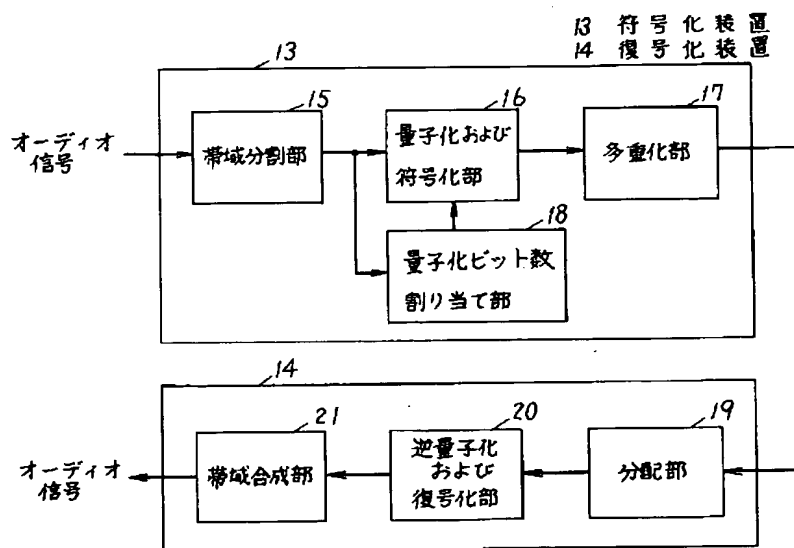 13 符号化装置
14 復号化装置
13
15
16
17
オーディオ
信号
帯域分割部
量子化および
符号化部
多重化部
18
量子化ビット数
割り当て部
14
21
20
19
オーディオ
信号
帯域合成部
逆量子化
および
復号化部
分配部